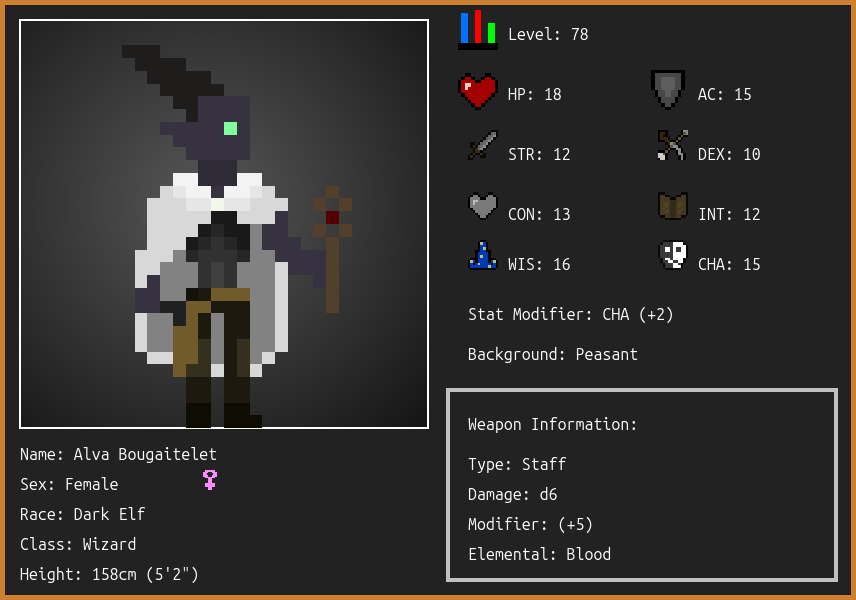 Level: 78
HP: 18
AC: 15
STR: 12
DEX: 10
CON: 13
INT: 12
WIS: 16
CHA: 15
Stat Modifier: CHA (+2)
Background: Peasant
Weapon Information:
Type: Staff
Damage: d6
Modifier: (+5)
Elemental: Blood
Name: Alva Bougaitelet
Sex: Female
Race: Dark Elf
Class: Wizard
Height: 158cm (5'2")